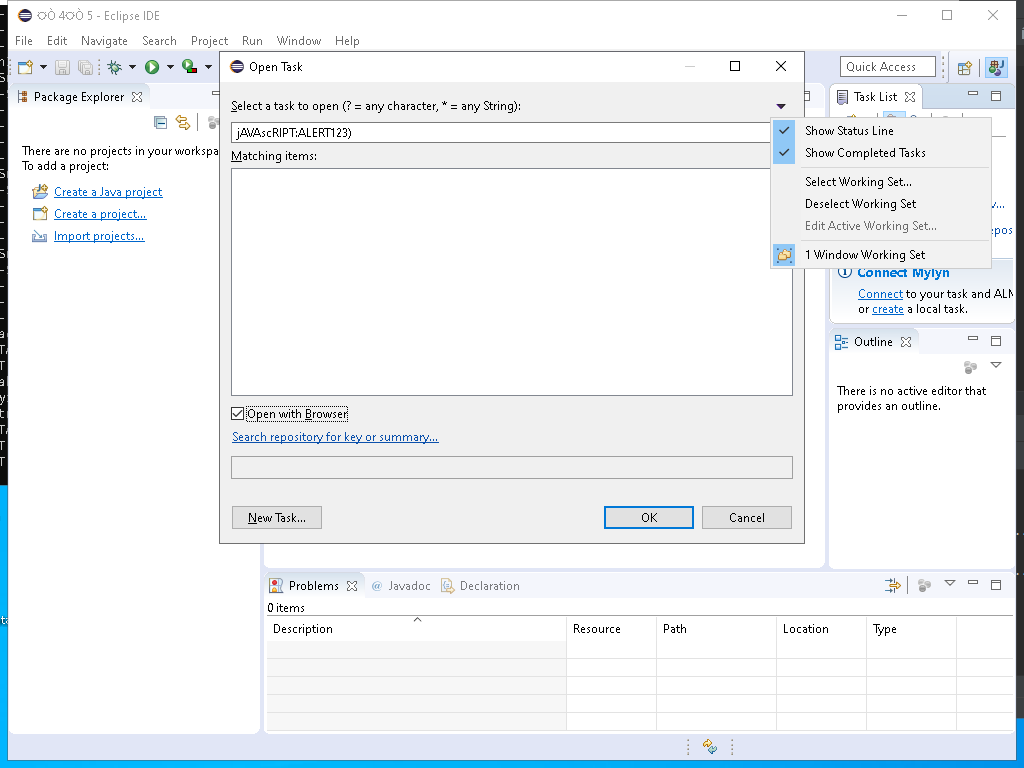 ѺÒ 4ѺÒ 5 - Eclipse IDE
File Edit Navigate Search Project Run Window Help
Quick Access
Open Task
Select a task to open (? = any character, * = any String):
jAVAscRIPT:ALERT123)
Matching items:
Open with Browser
Search repository for key or summary...
New Task...
OK
Cancel
Show Status Line
Show Completed Tasks
Select Working Set...
Deselect Working Set
Edit Active Working Set...
1 Window Working Set
Package Explorer
There are no projects in your workspa
To add a project:
Create a Java project
Create a project...
Import projects...
Task List
Connect Mylyn
Connect to your task and ALM
or create a local task.
Outline
There is no active editor that
provides an outline.
Problems @ Javadoc Declaration
0 items
Description Resource Path Location Type